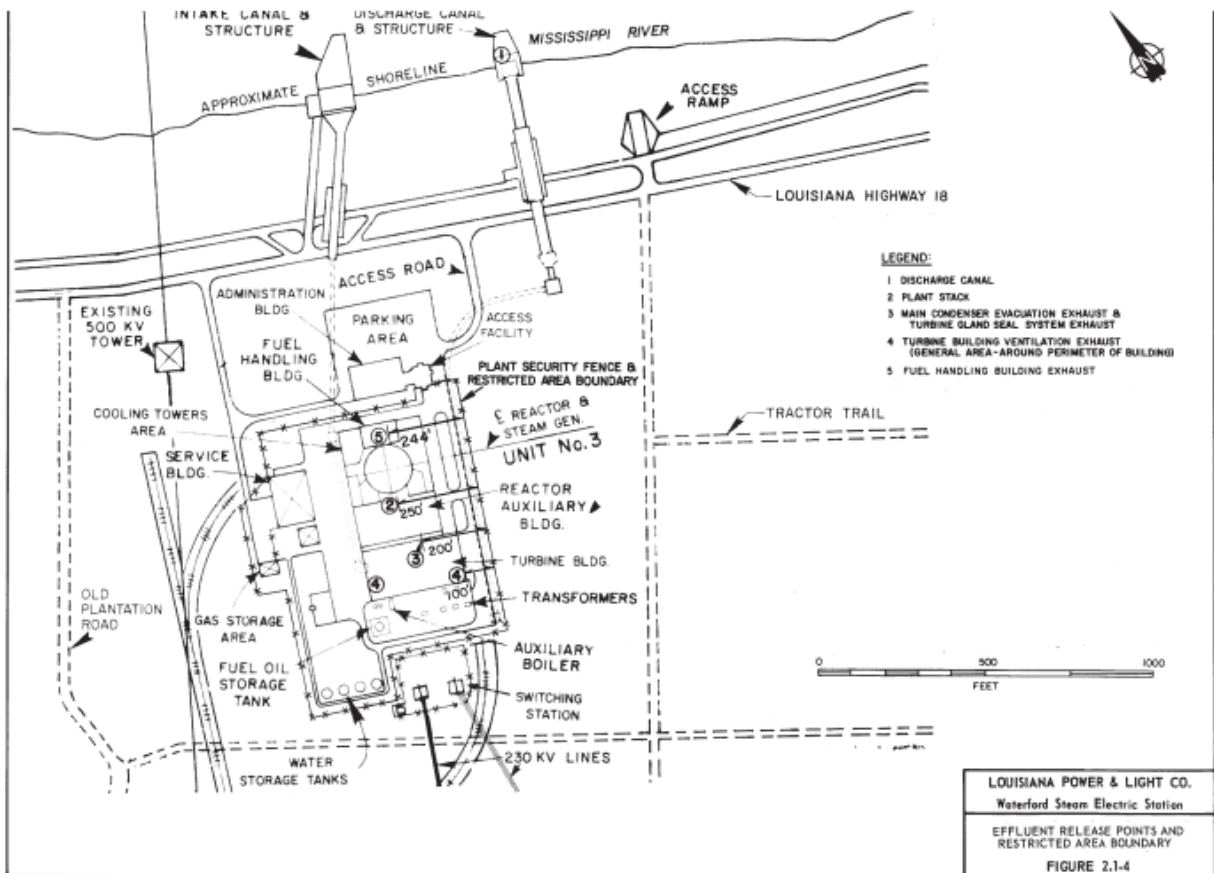 INTAKE CANAL &
STRUCTURE
DISCHARGE CANAL
& STRUCTURE
MISSISSIPPI RIVER
APPROXIMATE SHORELINE
1
ACCESS
RAMP
LOUISIANA HIGHWAY 18
ACCESS ROAD
ADMINISTRATION
BLDG.
PARKING
AREA
ACCESS
FACILITY
EXISTING
500 KV
TOWER
FUEL
HANDLING
BLDG.
PLANT SECURITY FENCE &
RESTRICTED AREA BOUNDARY
LEGEND:
1 DISCHARGE CANAL
2 PLANT STACK
3 MAIN CONDENSER EVACUATION EXHAUST &
TURBINE GLAND SEAL SYSTEM EXHAUST
4 TURBINE BUILDING VENTILATION EXHAUST
(GENERAL AREA-AROUND PERIMETER OF BUILDING)
5 FUEL HANDLING BUILDING EXHAUST
COOLING TOWERS
AREA
℄ REACTOR &
STEAM GEN.
UNIT No.3
TRACTOR TRAIL
5
244'
SERVICE
BLDG.
2
250'
REACTOR
AUXILIARY
BLDG.
3
200'
TURBINE BLDG.
4
4
100'
TRANSFORMERS
OLD
PLANTATION
ROAD
GAS STORAGE
AREA
FUEL OIL
STORAGE
TANK
AUXILIARY
BOILER
SWITCHING
STATION
WATER
STORAGE TANKS
230 KV LINES
0 500 1000
FEET
LOUISIANA POWER & LIGHT CO.
Waterford Steam Electric Station
EFFLUENT RELEASE POINTS AND
RESTRICTED AREA BOUNDARY
FIGURE 2.1-4